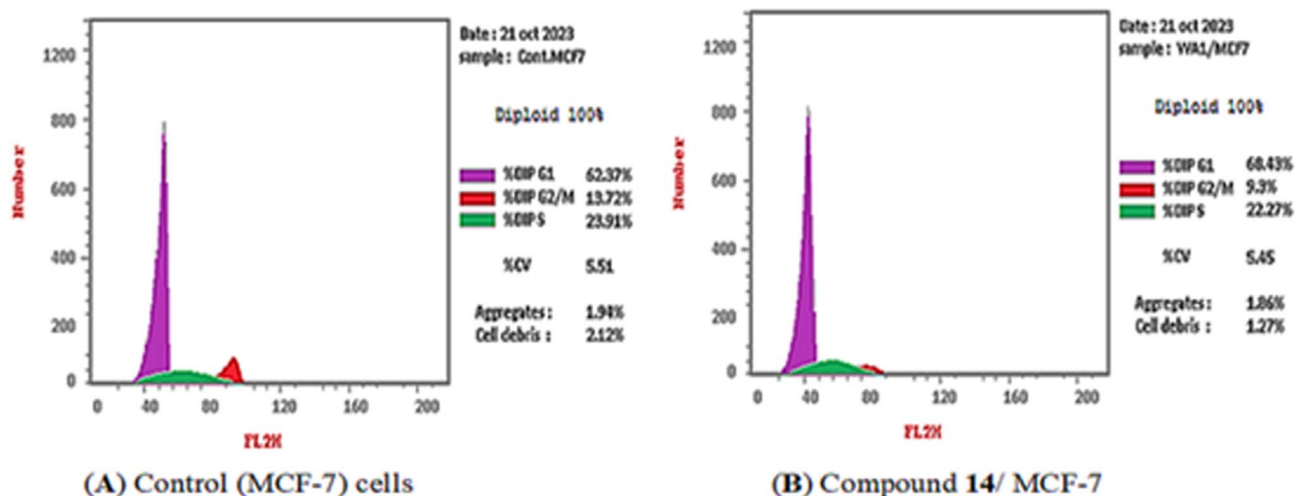 1200
1000
800
600
400
200
0
Number
0 40 80 120 160 200
FL2H
Date : 21 oct 2023
sample : Cont.MCF7
Diploid 100%
%DIP G1 62.37%
%DIP G2/M 13.72%
%DIP S 23.91%
%CV 5.51
Aggregates : 1.94%
Cell debris : 2.12%
(A) Control (MCF-7) cells
1200
1000
800
600
400
200
0
Number
0 40 80 120 160 200
FL2H
Date : 21 oct 2023
sample : WA1/MCF7
Diploid 100%
%DIP G1 68.43%
%DIP G2/M 9.3%
%DIP S 22.27%
%CV 5.45
Aggregates : 1.86%
Cell debris : 1.27%
(B) Compound 14/ MCF-7